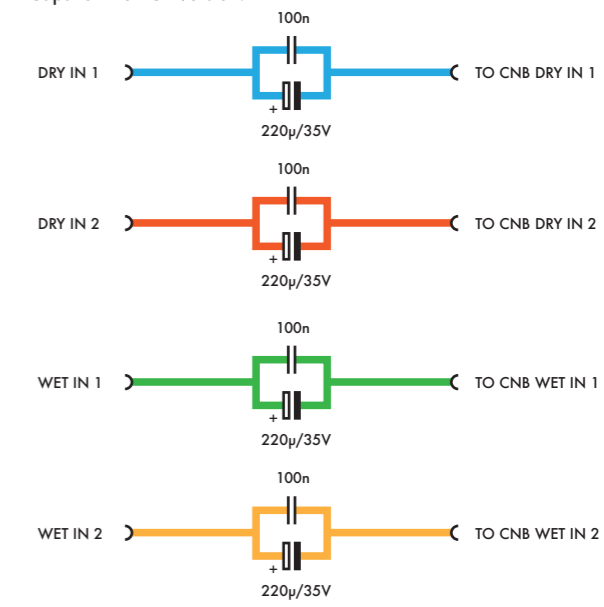 100n
DRY IN 1
TO CNB DRY IN 1
+
220µ/35V
100n
DRY IN 2
TO CNB DRY IN 2
+
220µ/35V
100n
WET IN 1
TO CNB WET IN 1
+
220µ/35V
100n
WET IN 2
TO CNB WET IN 2
+
220µ/35V